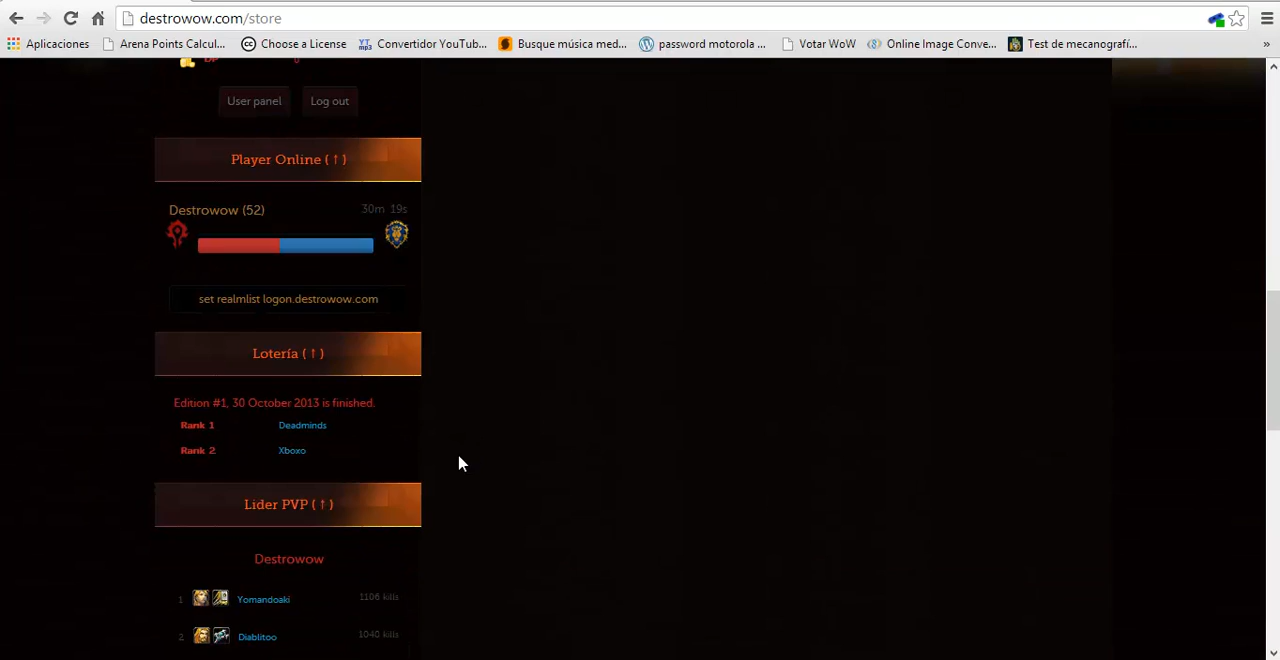 destrowow.com/store
Aplicaciones
Arena Points Calcul...
Choose a License
Convertidor YouTub...
Busque música med...
password motorola ...
Votar WoW
Online Image Conve...
Test de mecanografí...
»
DP 0
User panel
Log out
Player Online ( ↑ )
Destrowow (52) 30m 19s
set realmlist logon.destrowow.com
Lotería ( ↑ )
Edition #1, 30 October 2013 is finished.
Rank 1 Deadminds
Rank 2 Xboxo
Lider PVP ( ↑ )
Destrowow
1 Yomandoaki 1106 kills
2 Diablitoo 1040 kills